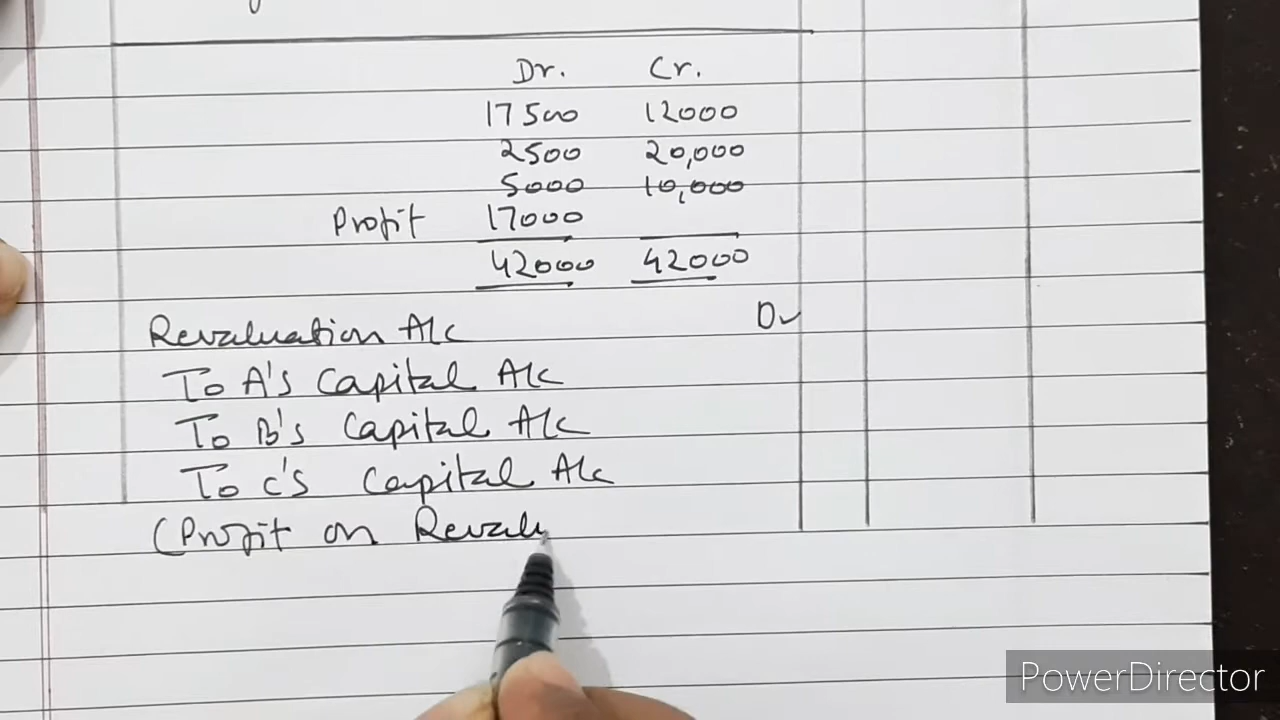 Dr. Cr.
17500 12000
2500 20,000
5000 10,000
Profit 17000
42000 42000
Revaluation A/c Dr
To A's Capital A/c
To B's Capital A/c
To C's Capital A/c
(Profit on Revalu
PowerDirector